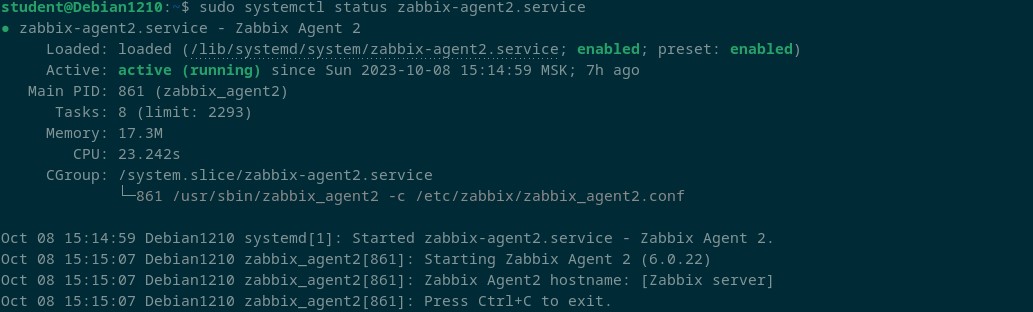 student@Debian1210:~$ sudo systemctl status zabbix-agent2.service
● zabbix-agent2.service - Zabbix Agent 2
     Loaded: loaded (/lib/systemd/system/zabbix-agent2.service; enabled; preset: enabled)
     Active: active (running) since Sun 2023-10-08 15:14:59 MSK; 7h ago
   Main PID: 861 (zabbix_agent2)
      Tasks: 8 (limit: 2293)
     Memory: 17.3M
        CPU: 23.242s
     CGroup: /system.slice/zabbix-agent2.service
             └─861 /usr/sbin/zabbix_agent2 -c /etc/zabbix/zabbix_agent2.conf

Oct 08 15:14:59 Debian1210 systemd[1]: Started zabbix-agent2.service - Zabbix Agent 2.
Oct 08 15:15:07 Debian1210 zabbix_agent2[861]: Starting Zabbix Agent 2 (6.0.22)
Oct 08 15:15:07 Debian1210 zabbix_agent2[861]: Zabbix Agent2 hostname: [Zabbix server]
Oct 08 15:15:07 Debian1210 zabbix_agent2[861]: Press Ctrl+C to exit.